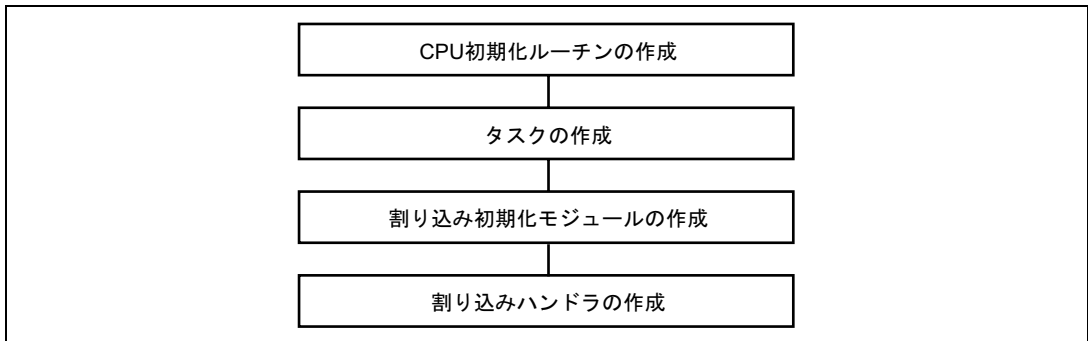 CPU初期化ルーチンの作成
タスクの作成
割り込み初期化モジュールの作成
割り込みハンドラの作成